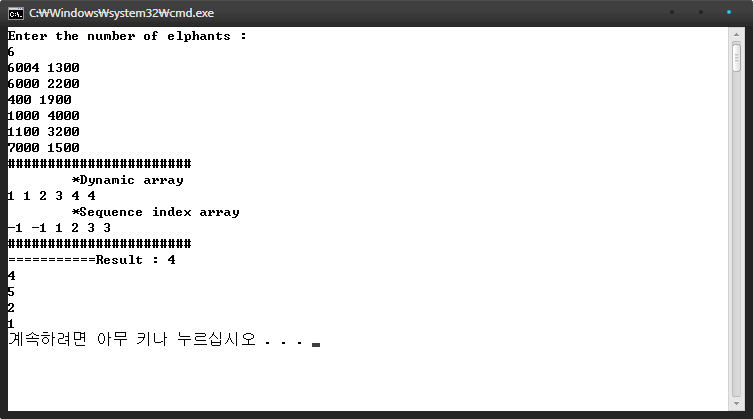 C:₩Windows₩system32₩cmd.exe
Enter the number of elphants :
6
6004 1300
6000 2200
400 1900
1000 4000
1100 3200
7000 1500
#######################
*Dynamic array
1 1 2 3 4 4
*Sequence index array
-1 -1 1 2 3 3
#######################
===========Result : 4
4
5
2
1
계속하려면 아무 키나 누르십시오 . . .